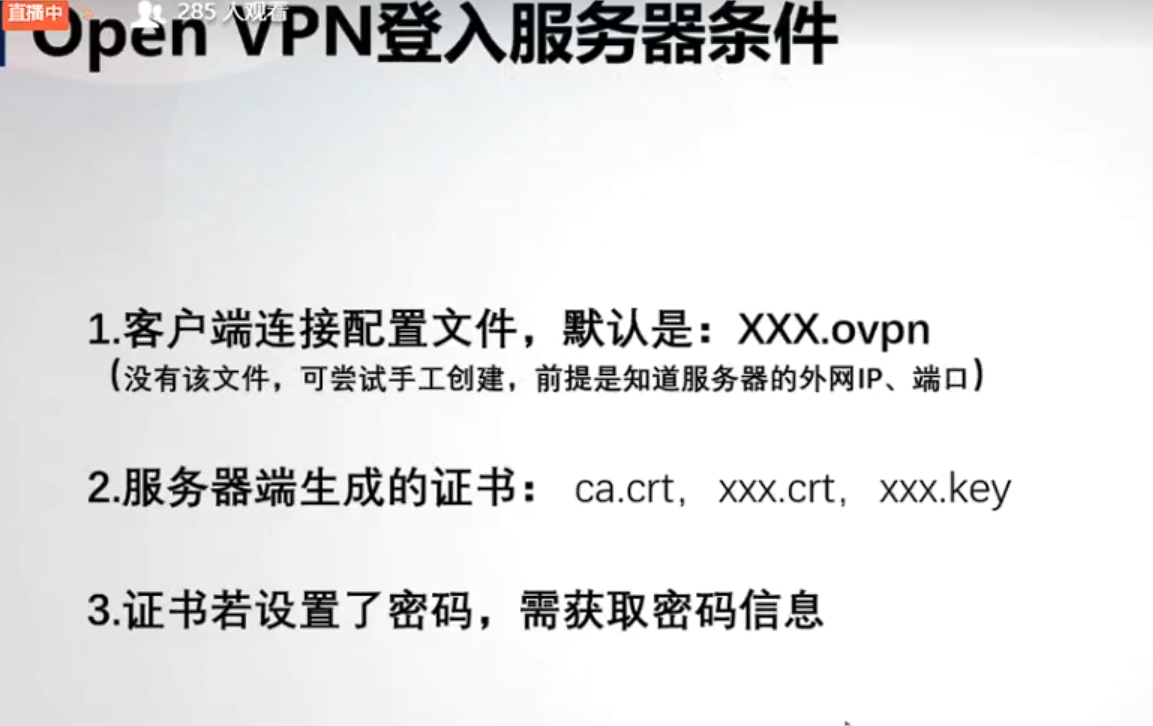 直播中 285 人观看
Open VPN登入服务器条件
1.客户端连接配置文件，默认是：XXX.ovpn
（没有该文件，可尝试手工创建，前提是知道服务器的外网IP、端口）
2.服务器端生成的证书： ca.crt，xxx.crt，xxx.key
3.证书若设置了密码，需获取密码信息